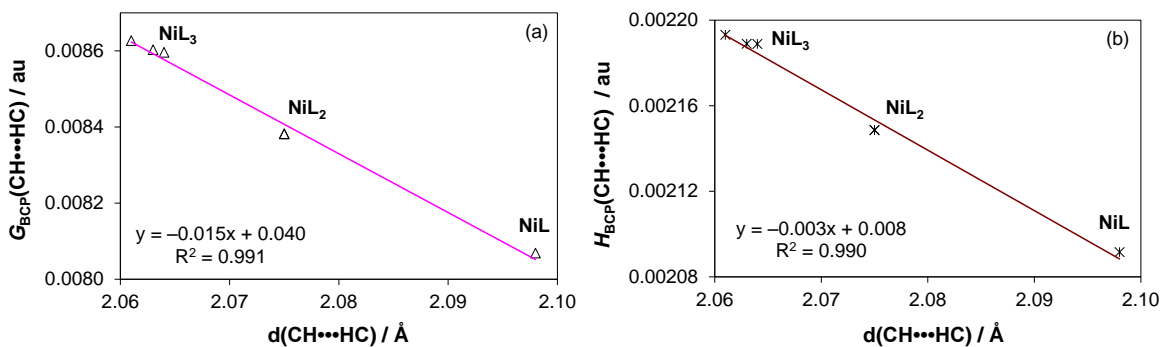 (a)
G_BCP(CH•••HC) / au
0.0086
0.0084
0.0082
0.0080
NiL₃
NiL₂
NiL
y = –0.015x + 0.040
R² = 0.991
2.06 2.07 2.08 2.09 2.10
d(CH•••HC) / Å
(b)
H_BCP(CH•••HC) / au
0.00220
0.00216
0.00212
0.00208
NiL₃
NiL₂
NiL
y = –0.003x + 0.008
R² = 0.990
2.06 2.07 2.08 2.09 2.10
d(CH•••HC) / Å